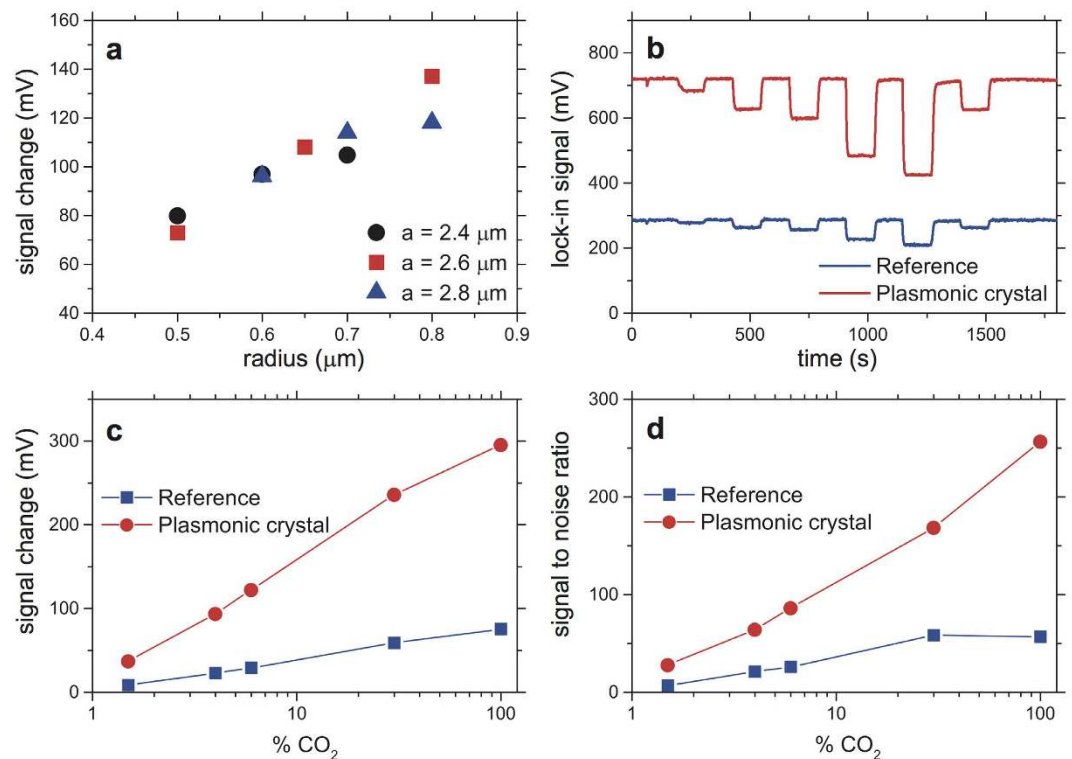 a
160
140
120
100
80
60
40
signal change (mV)
0.4 0.5 0.6 0.7 0.8 0.9
radius (μm)
a = 2.4 μm
a = 2.6 μm
a = 2.8 μm
b
800
600
400
200
0
lock-in signal (mV)
0 500 1000 1500
time (s)
Reference
Plasmonic crystal
c
300
200
100
0
signal change (mV)
1 10 100
% CO₂
Reference
Plasmonic crystal
d
300
250
200
150
100
50
0
signal to noise ratio
1 10 100
% CO₂
Reference
Plasmonic crystal